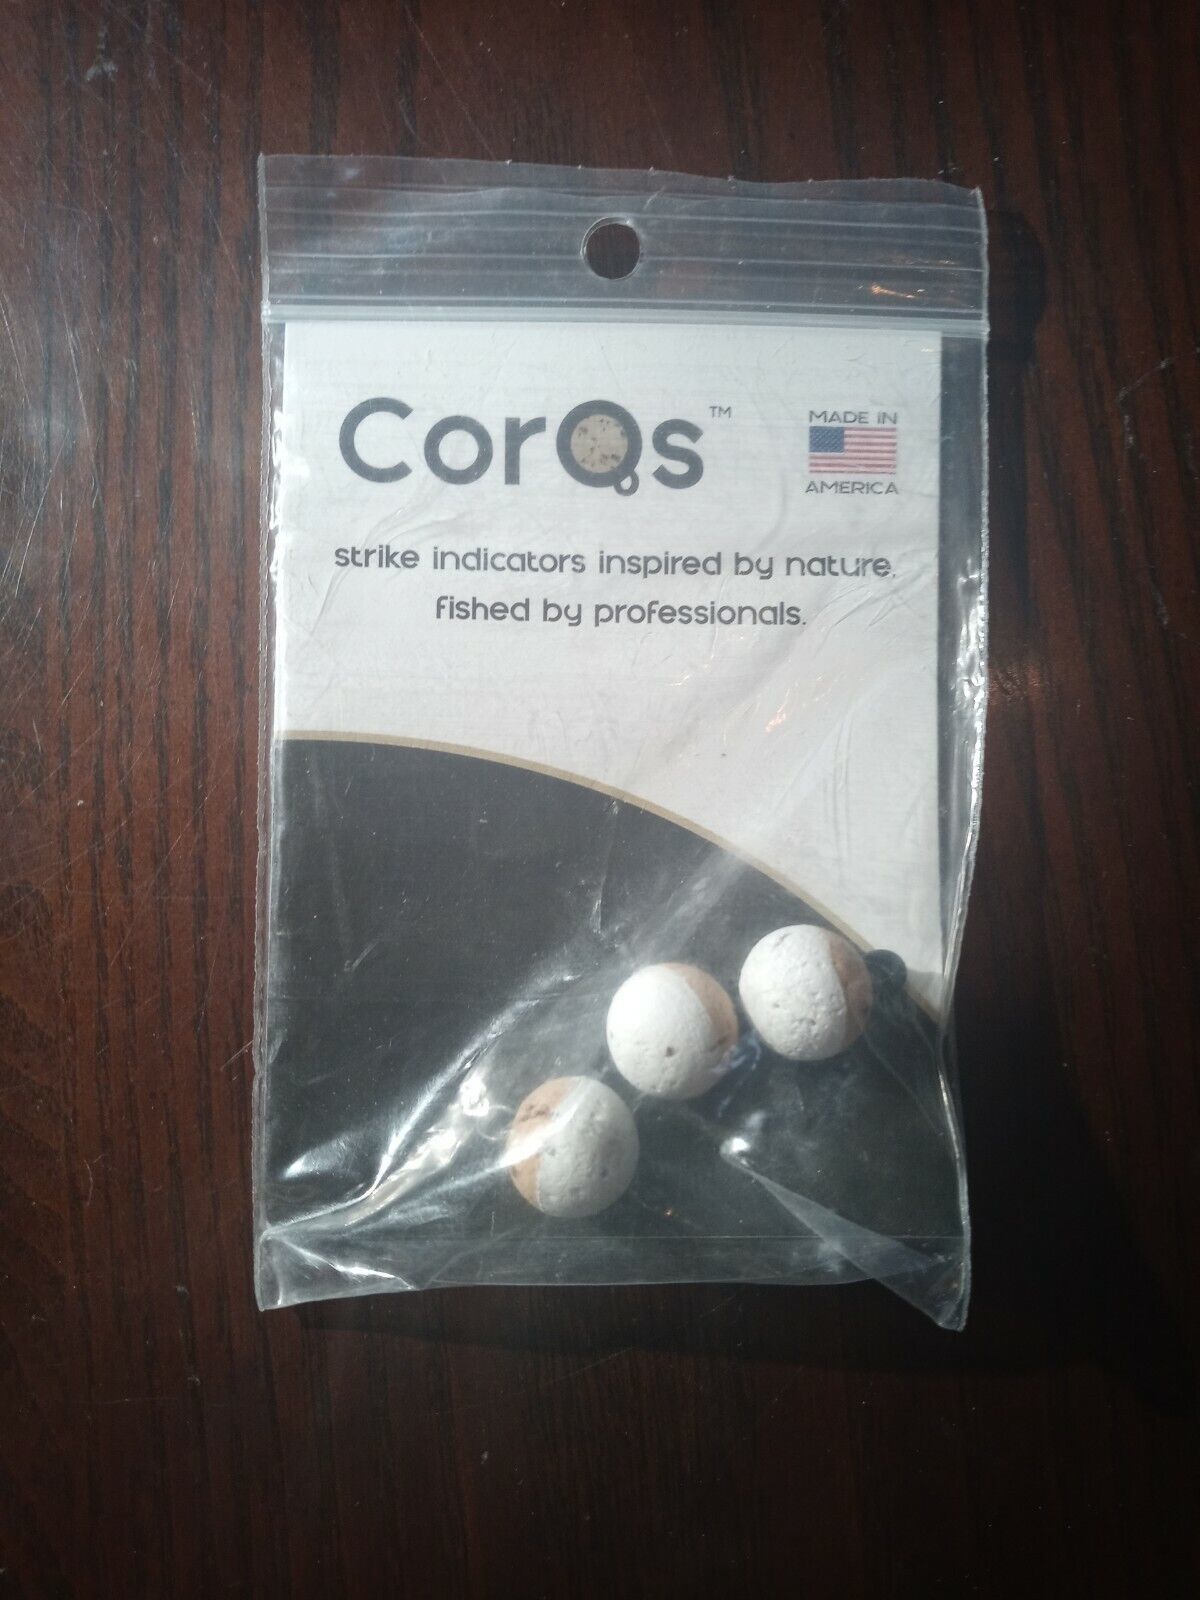 CorQs™
MADE IN
AMERICA
strike indicators inspired by nature,
fished by professionals.